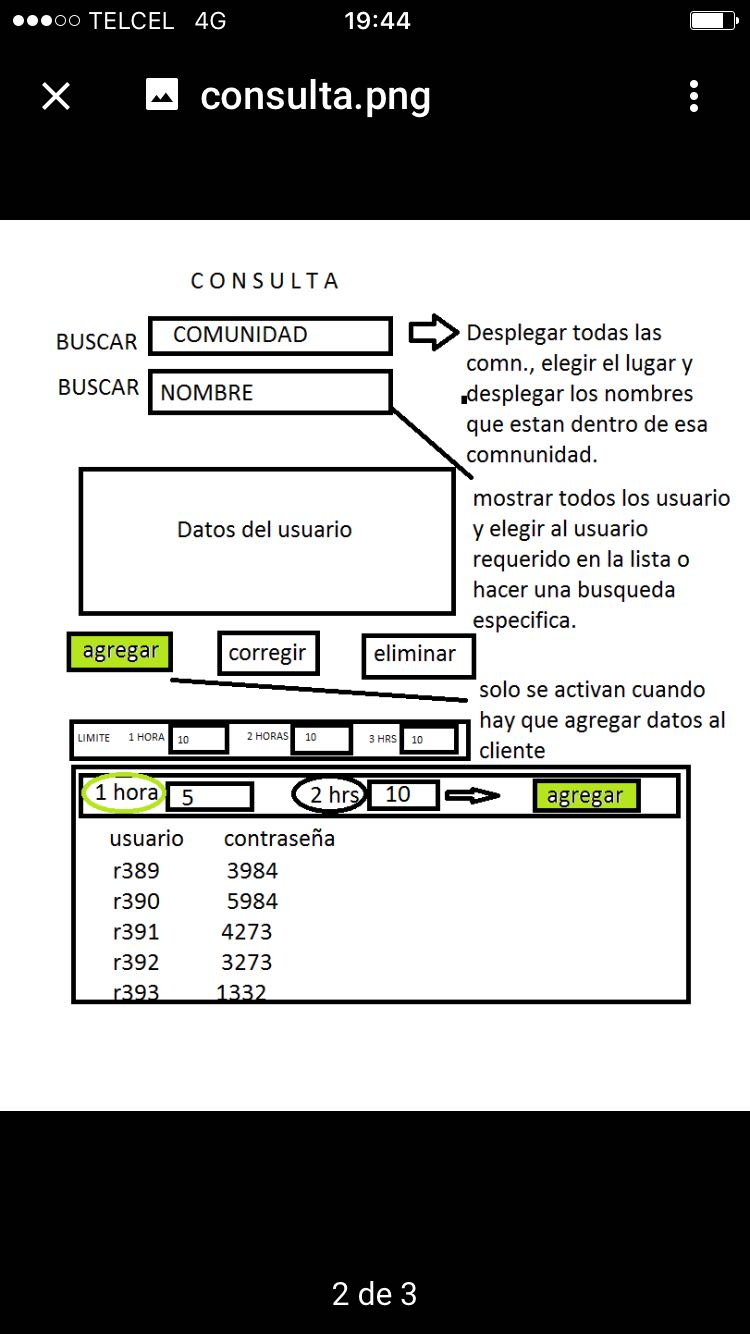 TELCEL 4G 19:44
consulta.png
CONSULTA
BUSCAR COMUNIDAD
Desplegar todas las
comn., elegir el lugar y
desplegar los nombres
que estan dentro de esa
comnunidad.
BUSCAR NOMBRE
mostrar todos los usuario
y elegir al usuario
requerido en la lista o
hacer una busqueda
especifica.
Datos del usuario
agregar corregir eliminar
solo se activan cuando
hay que agregar datos al
cliente
LIMITE 1 HORA 10 2 HORAS 10 3 HRS 10
1 hora 5 2 hrs 10 agregar
usuario contraseña
r389 3984
r390 5984
r391 4273
r392 3273
r393 1332
2 de 3